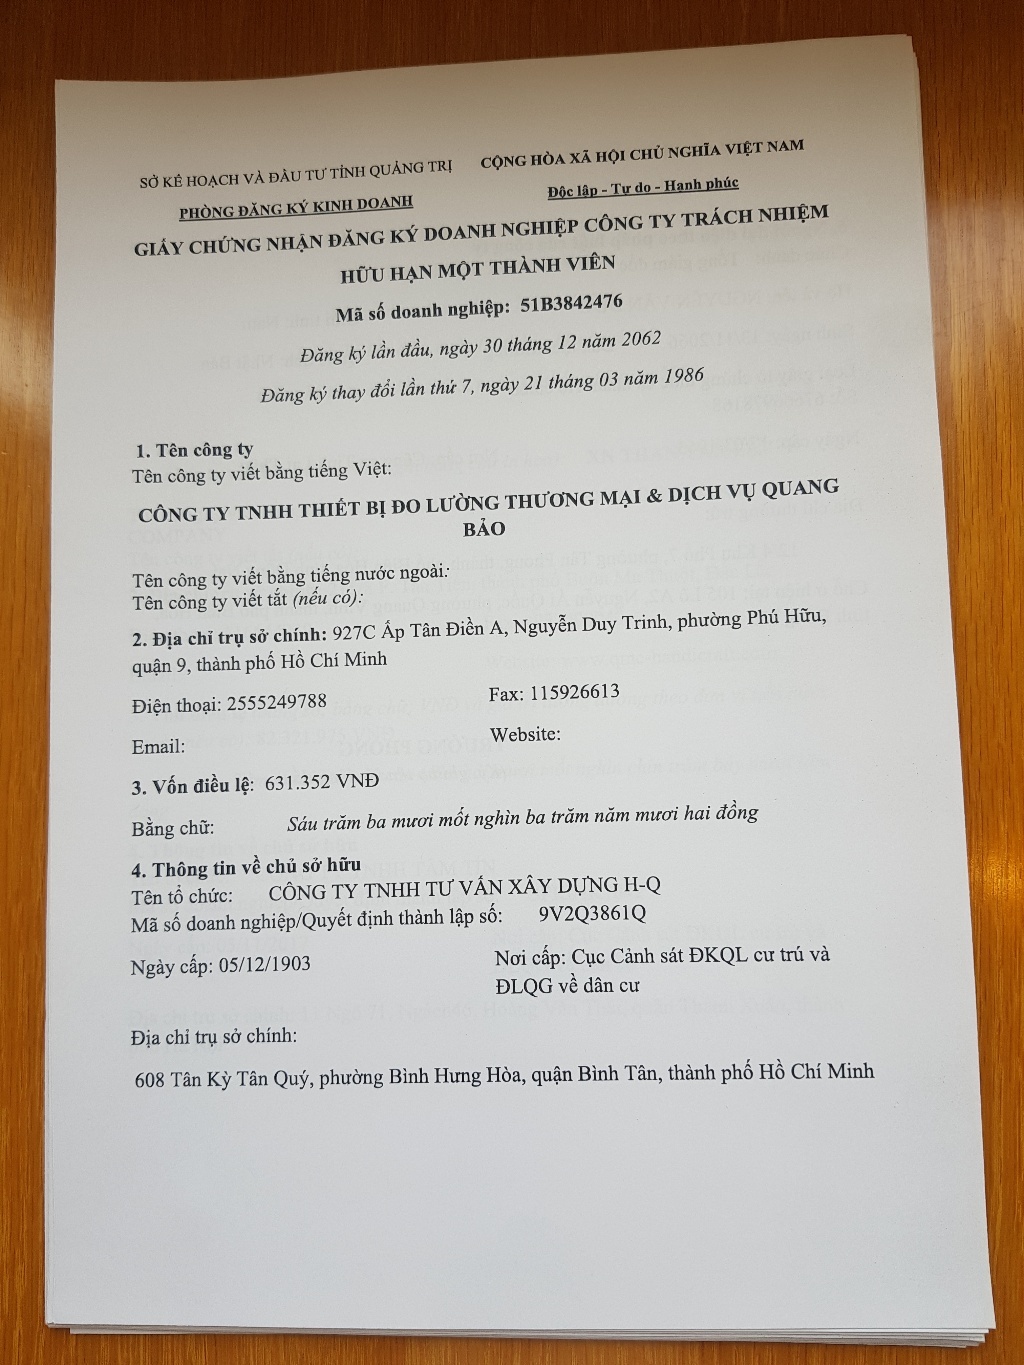 SỞ KẾ HOẠCH VÀ ĐẦU TƯ TỈNH QUẢNG TRỊ
CỘNG HÒA XÃ HỘI CHỦ NGHĨA VIỆT NAM
PHÒNG ĐĂNG KÝ KINH DOANH
Độc lập - Tự do - Hạnh phúc
GIẤY CHỨNG NHẬN ĐĂNG KÝ DOANH NGHIỆP CÔNG TY TRÁCH NHIỆM
HỮU HẠN MỘT THÀNH VIÊN
Mã số doanh nghiệp: 51B3842476
Đăng ký lần đầu, ngày 30 tháng 12 năm 2062
Đăng ký thay đổi lần thứ 7, ngày 21 tháng 03 năm 1986
1. Tên công ty
Tên công ty viết bằng tiếng Việt:
CÔNG TY TNHH THIẾT BỊ ĐO LƯỜNG THƯƠNG MẠI & DỊCH VỤ QUANG
BẢO
Tên công ty viết bằng tiếng nước ngoài:
Tên công ty viết tắt (nếu có):
2. Địa chỉ trụ sở chính: 927C Ấp Tân Điền A, Nguyễn Duy Trinh, phường Phú Hữu,
quận 9, thành phố Hồ Chí Minh
Điện thoại: 2555249788
Fax: 115926613
Email:
Website:
3. Vốn điều lệ: 631.352 VNĐ
Bằng chữ: Sáu trăm ba mươi mốt nghìn ba trăm năm mươi hai đồng
4. Thông tin về chủ sở hữu
Tên tổ chức: CÔNG TY TNHH TƯ VẤN XÂY DỰNG H-Q
Mã số doanh nghiệp/Quyết định thành lập số: 9V2Q3861Q
Ngày cấp: 05/12/1903
Nơi cấp: Cục Cảnh sát ĐKQL cư trú và
ĐLQG về dân cư
Địa chỉ trụ sở chính:
608 Tân Kỳ Tân Quý, phường Bình Hưng Hòa, quận Bình Tân, thành phố Hồ Chí Minh